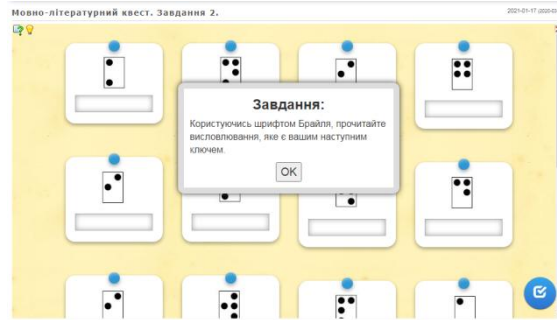 Мовно-літературний квест. Завдання 2.
Завдання:
Користуючись шрифтом Брайля, прочитайте
висловлювання, яке є вашим наступним
ключем.
OK